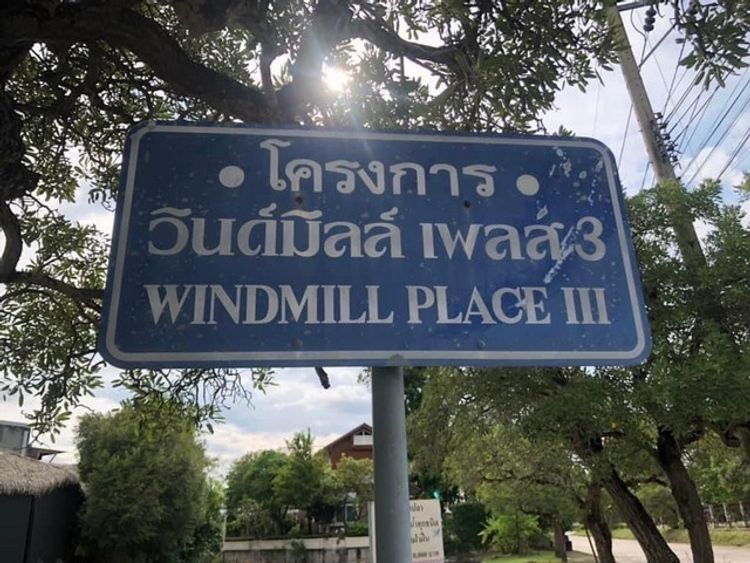 • โครงการ •
วินด์มิลล์ เพลส 3
WINDMILL PLACE III